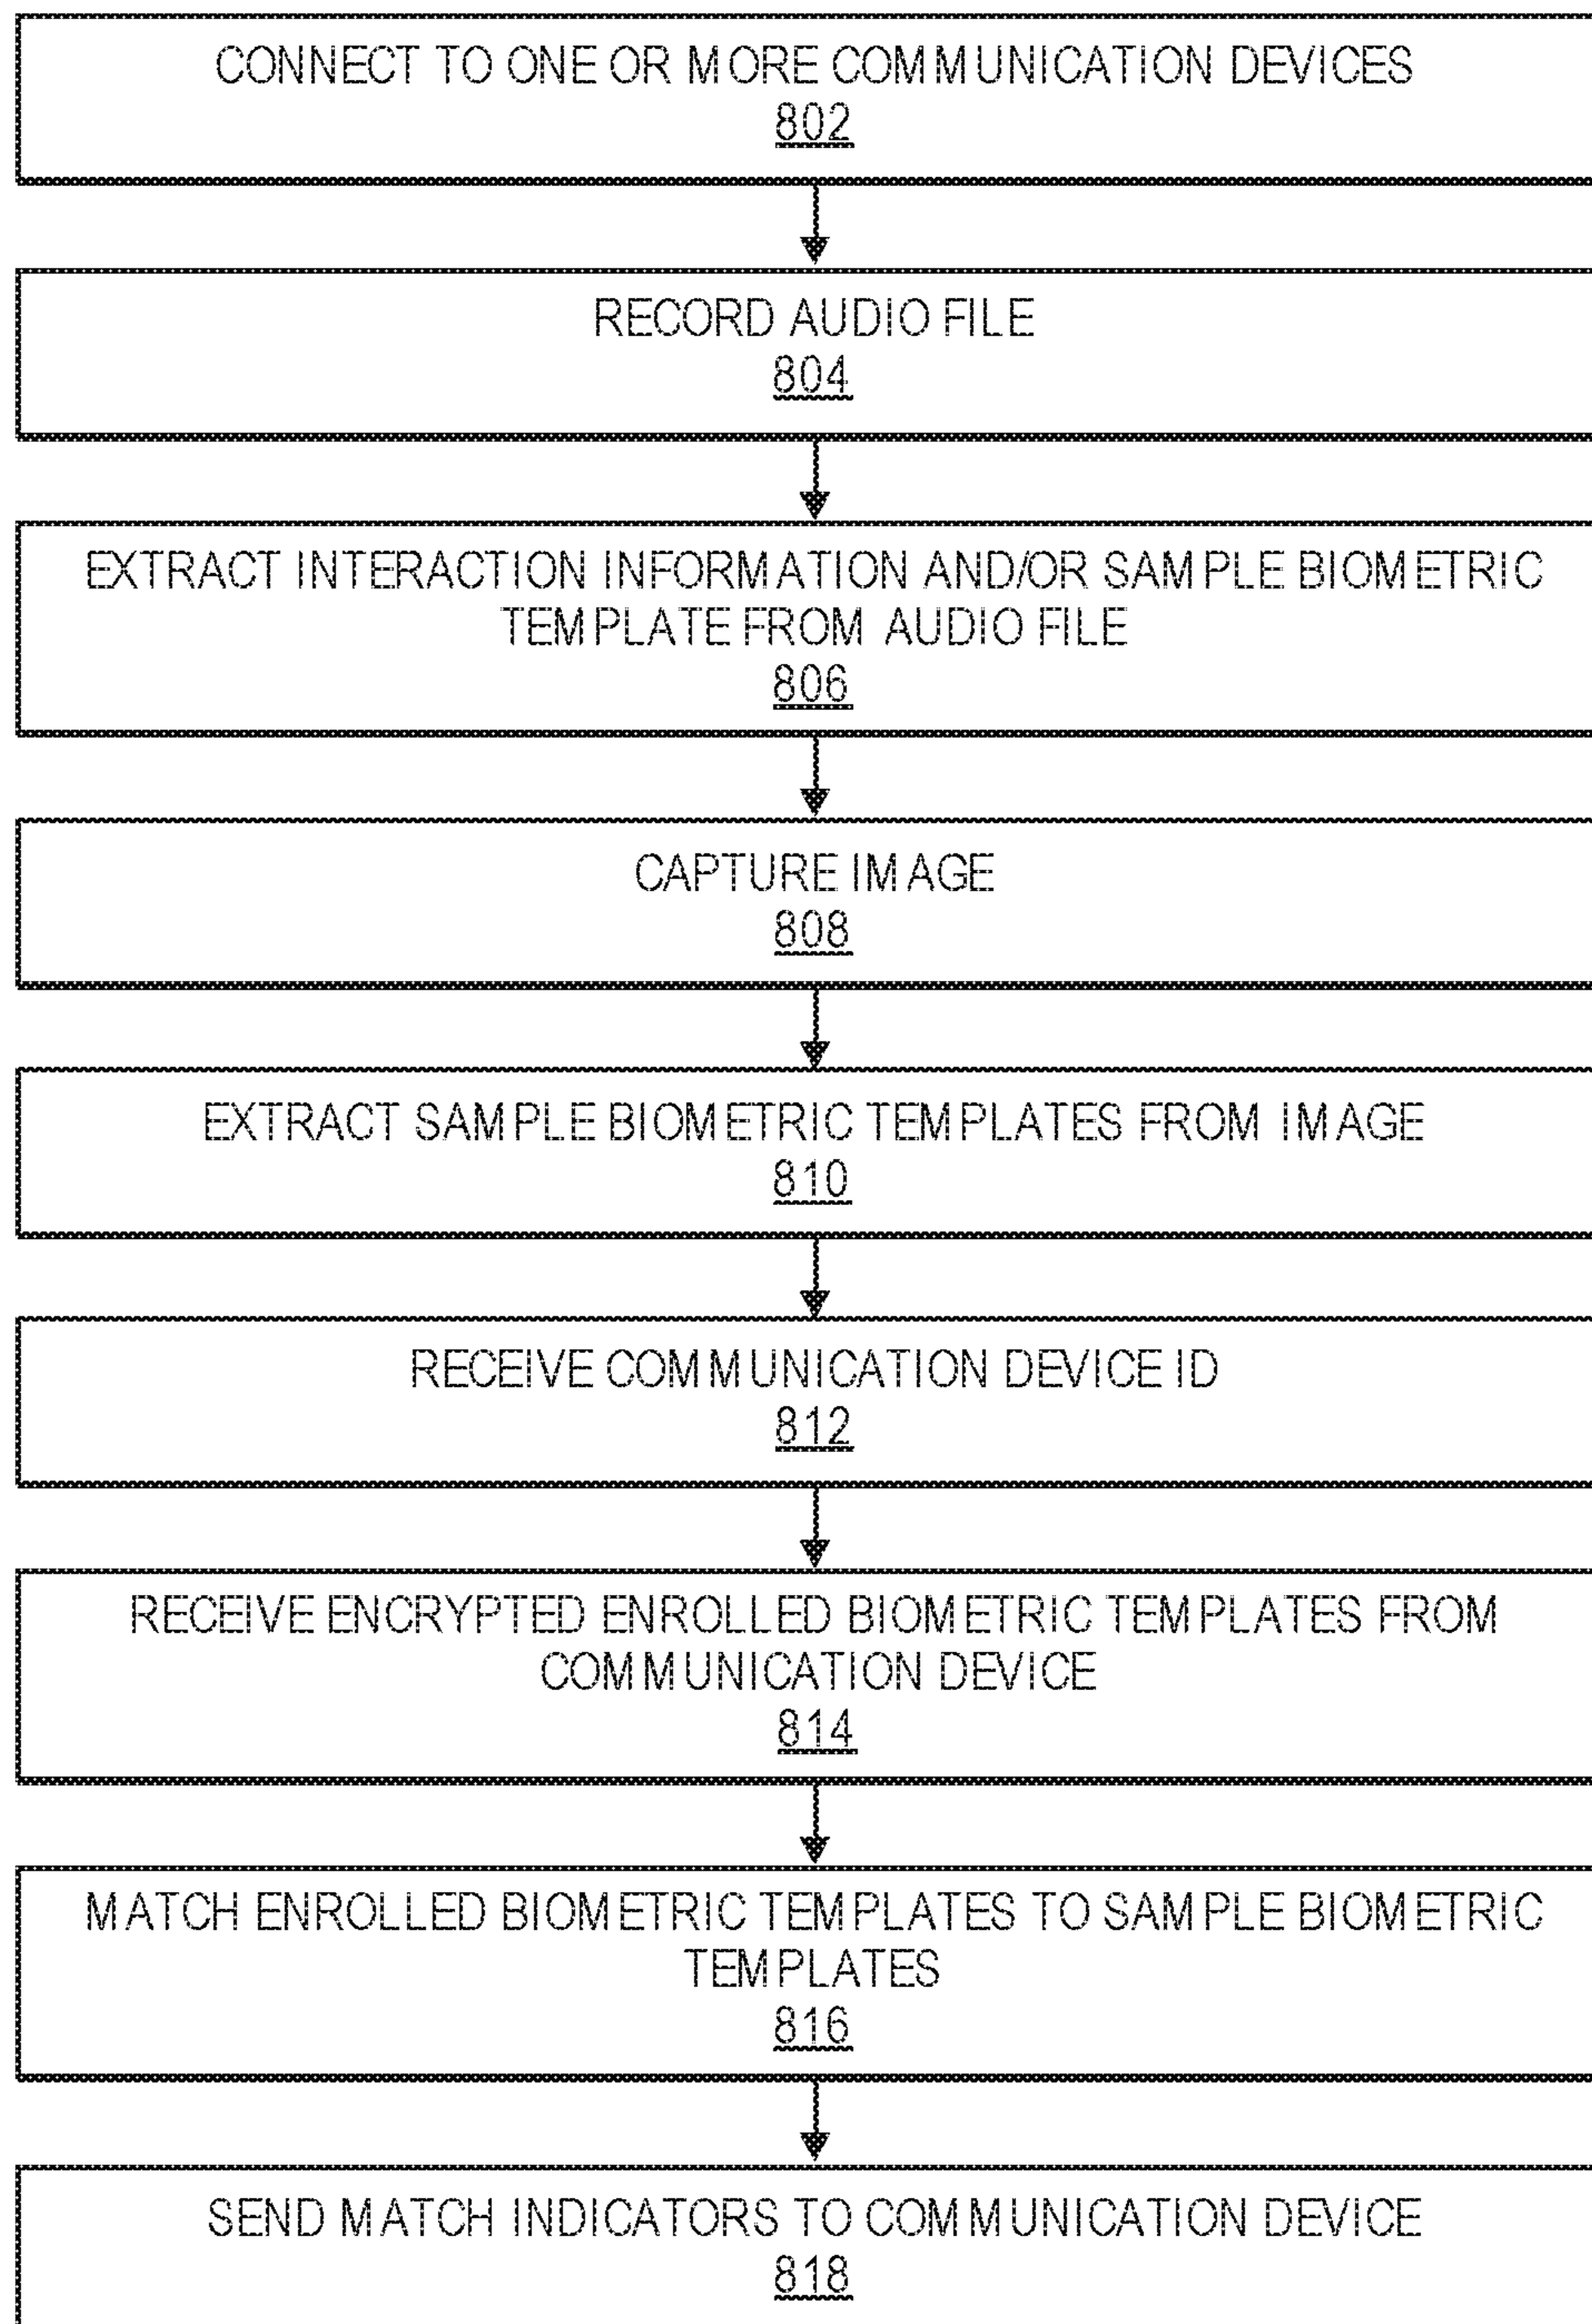 CONNECT TO ONE OR MORE COMMUNICATION DEVICES
802
RECORD AUDIO FILE
804
EXTRACT INTERACTION INFORMATION AND/OR SAMPLE BIOMETRIC
TEMPLATE FROM AUDIO FILE
806
CAPTURE IMAGE
808
EXTRACT SAMPLE BIOMETRIC TEMPLATES FROM IMAGE
810
RECEIVE COMMUNICATION DEVICE ID
812
RECEIVE ENCRYPTED ENROLLED BIOMETRIC TEMPLATES FROM
COMMUNICATION DEVICE
814
MATCH ENROLLED BIOMETRIC TEMPLATES TO SAMPLE BIOMETRIC
TEMPLATES
816
SEND MATCH INDICATORS TO COMMUNICATION DEVICE
818